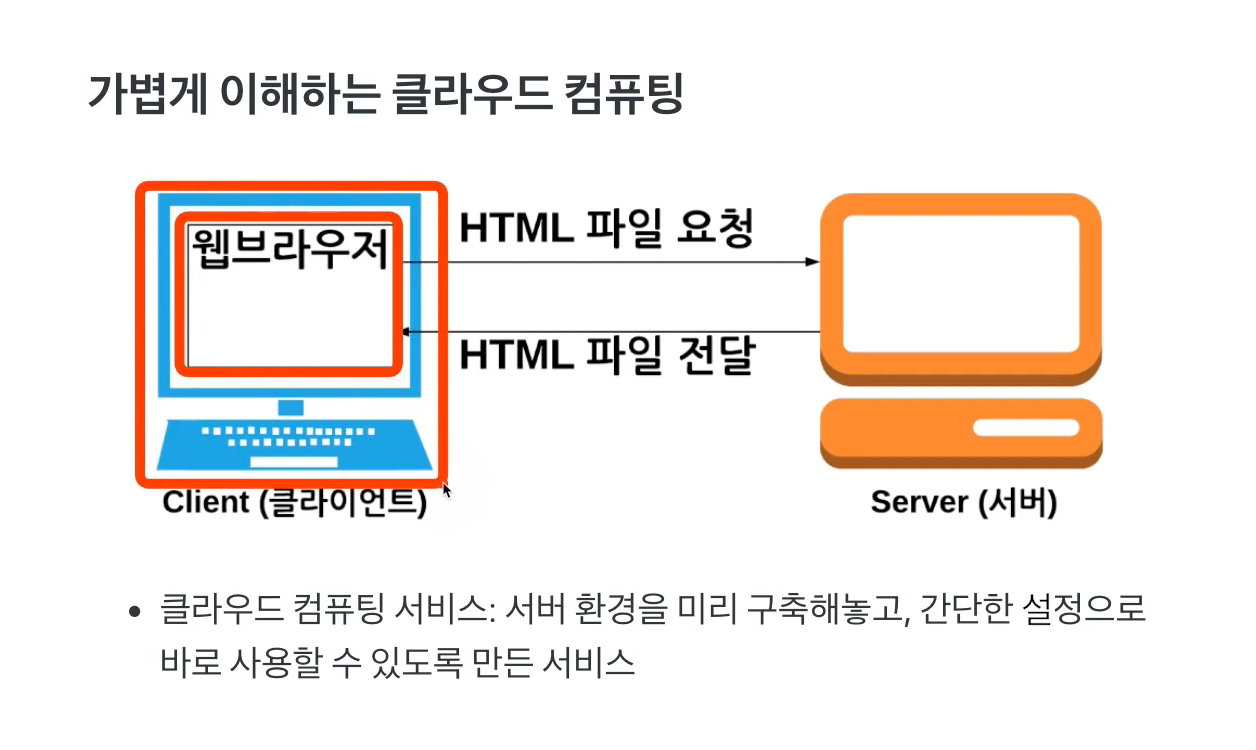 가볍게 이해하는 클라우드 컴퓨팅
웹브라우저
HTML 파일 요청
HTML 파일 전달
Client (클라이언트)
Server (서버)
• 클라우드 컴퓨팅 서비스: 서버 환경을 미리 구축해놓고, 간단한 설정으로
바로 사용할 수 있도록 만든 서비스